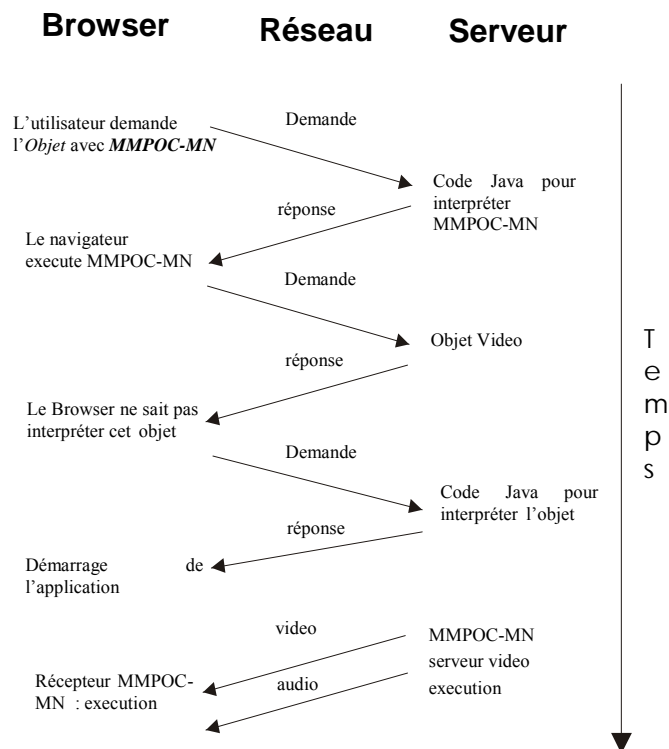 Browser Réseau Serveur
L’utilisateur demande
l’Objet avec MMPOC-MN
Demande
Code Java pour
interpréter
MMPOC-MN
réponse
Le navigateur
execute MMPOC-MN
Demande
Objet Video
réponse
Le Browser ne sait pas
interpréter cet objet
Demande
Code Java pour
interpréter l’objet
réponse
Démarrage de
l’application
video
MMPOC-MN
serveur video
execution
Récepteur MMPOC-
MN : execution
audio
Temps